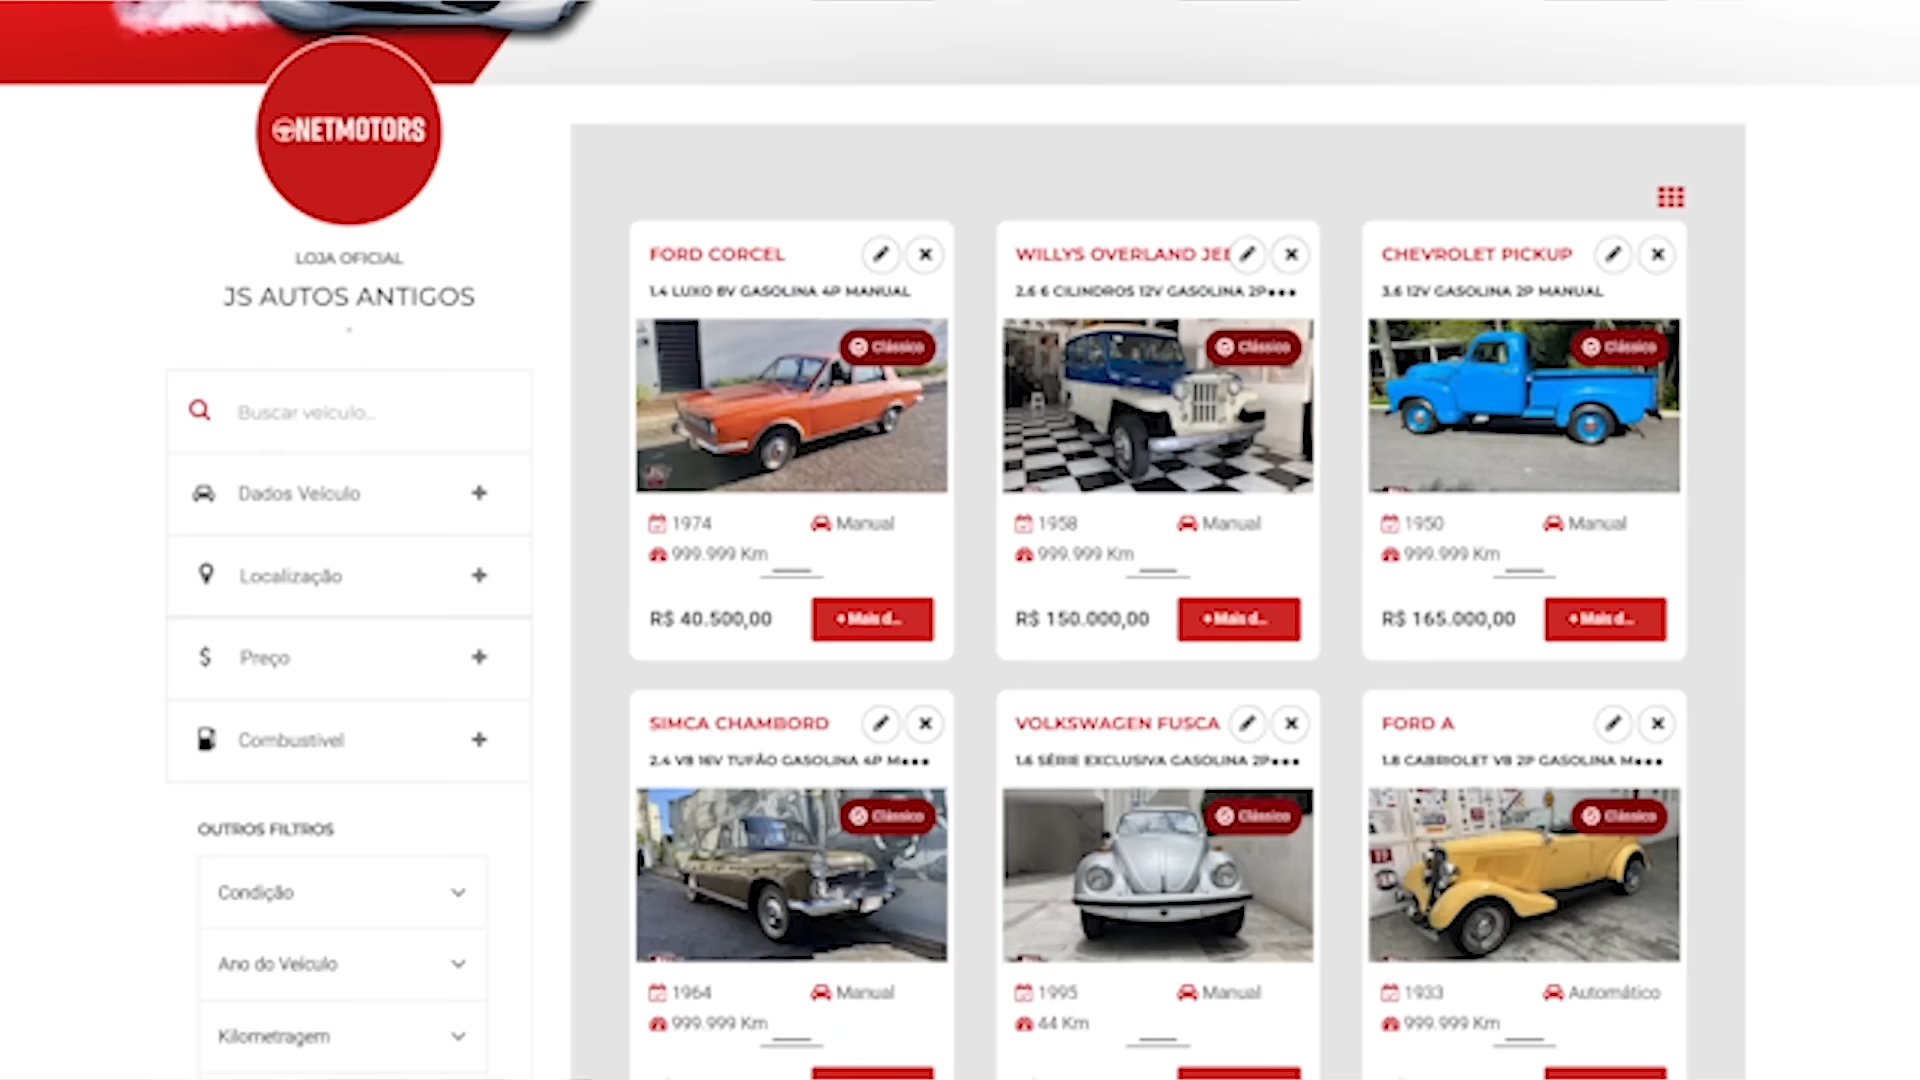 NETMOTORS
LOJA OFICIAL
JS AUTOS ANTIGOS
Buscar veículo...
Dados Veículo
Localização
Preço
Combustível
OUTROS FILTROS
Condição
Ano do Veículo
Kilometragem
FORD CORCEL
1.4 LUXO 8V GASOLINA 4P MANUAL
Clássico
1974
Manual
999.999 Km
R$ 40.500,00
+Mais d...
WILLYS OVERLAND JEE
2.6 6 CILINDROS 12V GASOLINA 2P...
Clássico
1958
Manual
999.999 Km
R$ 150.000,00
+Mais d...
CHEVROLET PICKUP
3.6 12V GASOLINA 2P MANUAL
Clássico
1950
Manual
999.999 Km
R$ 165.000,00
+Mais d...
SIMCA CHAMBORD
2.4 V8 16V TUFÃO GASOLINA 4P M...
Clássico
1964
Manual
999.999 Km
VOLKSWAGEN FUSCA
1.6 SÉRIE EXCLUSIVA GASOLINA 2P...
Clássico
1995
Manual
44 Km
FORD A
1.8 CABRIOLET V8 2P GASOLINA M...
Clássico
1933
Automático
999.999 Km